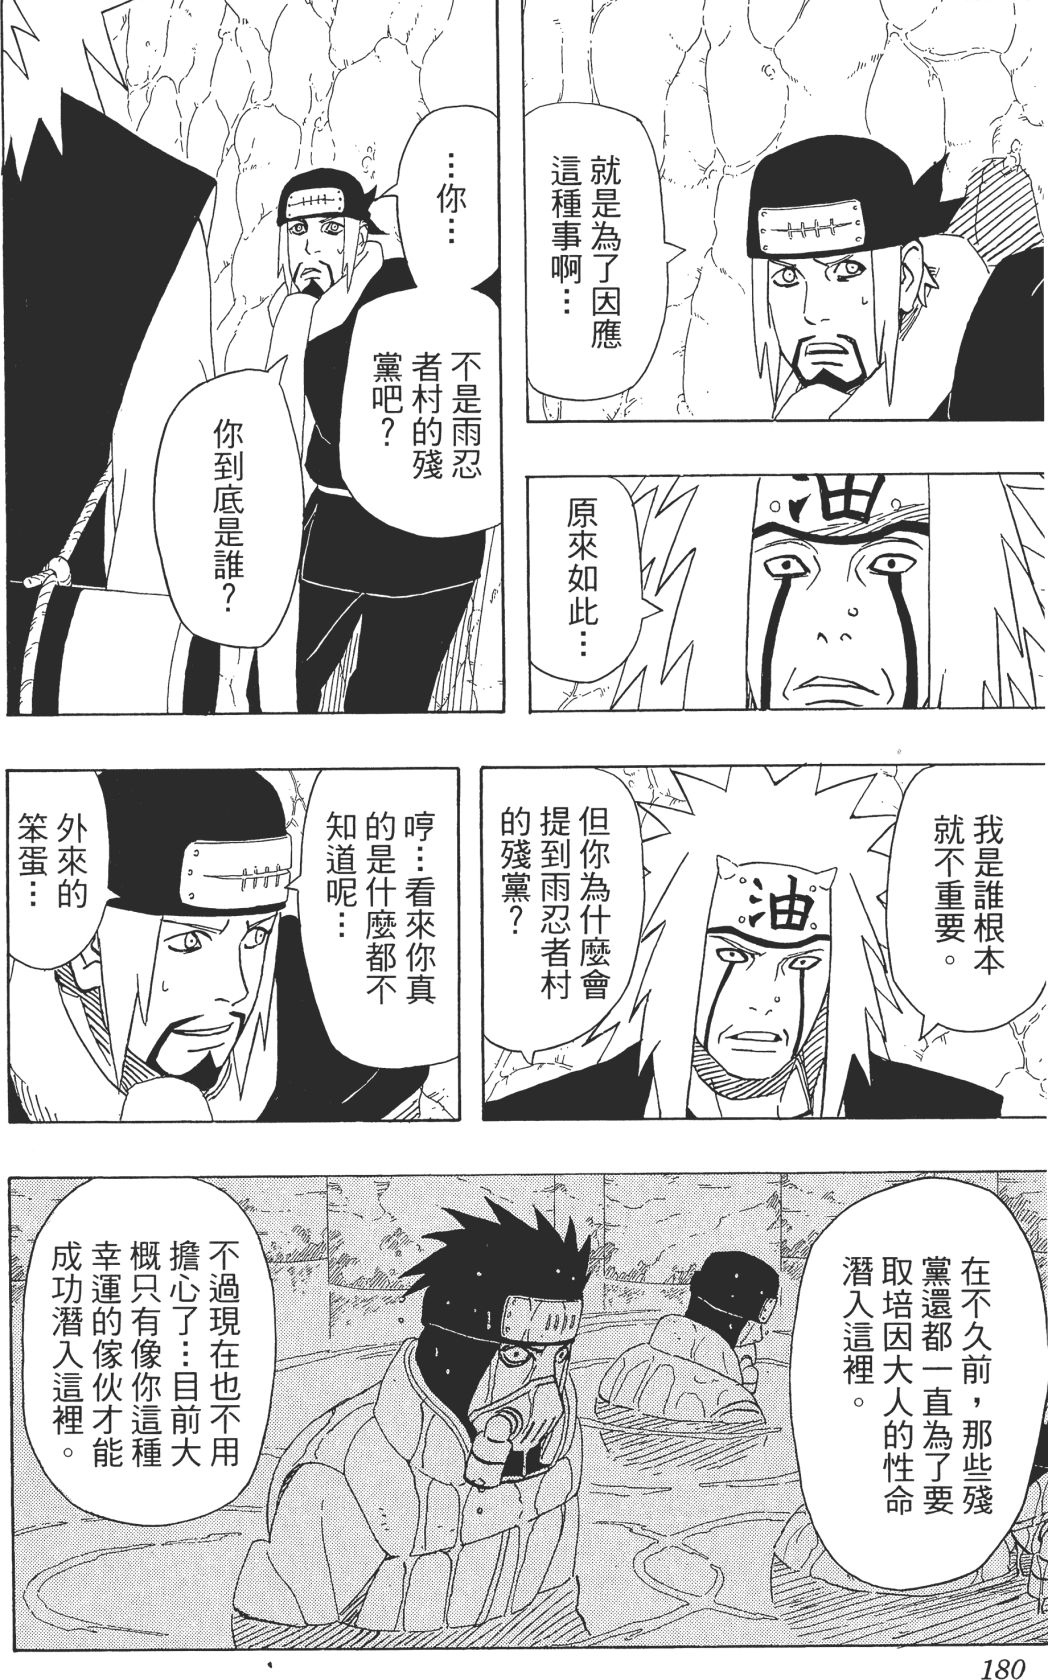 就是為了因應
這種事啊…
油
原來如此…
…你…
不是雨忍
者村的殘
黨吧？
你到底是誰？
我是誰根本
就不重要。
油
但你為什麼會
提到雨忍者村
的殘黨？
哼…看來你真
的是什麼都不
知道呢…
外來的
笨蛋…
在不久前，那些殘
黨還都一直為了要
取培因大人的性命
潛入這裡。
不過現在也不用
擔心了…目前大
概只有像你這種
幸運的傢伙才能
成功潛入這裡。
180